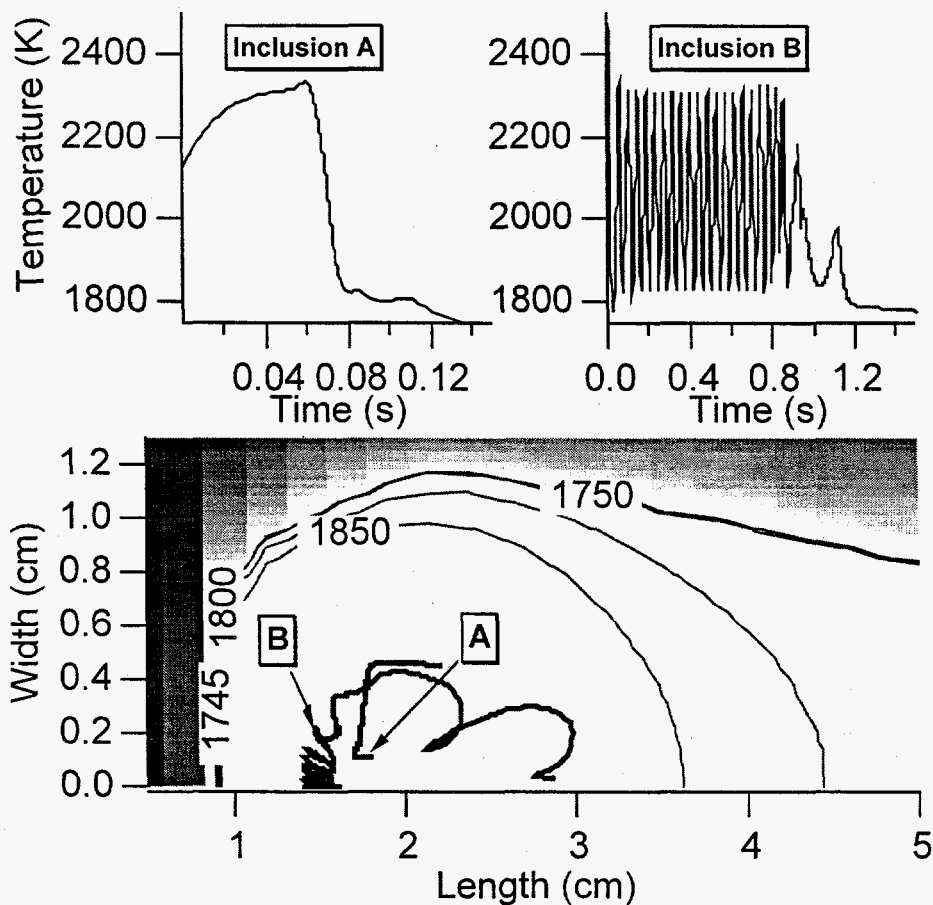 Temperature (K)
2400
2200
2000
1800
Inclusion A
0.04 0.08 0.12
Time (s)
2400
2200
2000
1800
Inclusion B
0.0 0.4 0.8 1.2
Time (s)
Width (cm)
1.2
1.0
0.8
0.6
0.4
0.2
0.0
1750
1850
1800
1745
B
A
1 2 3 4 5
Length (cm)